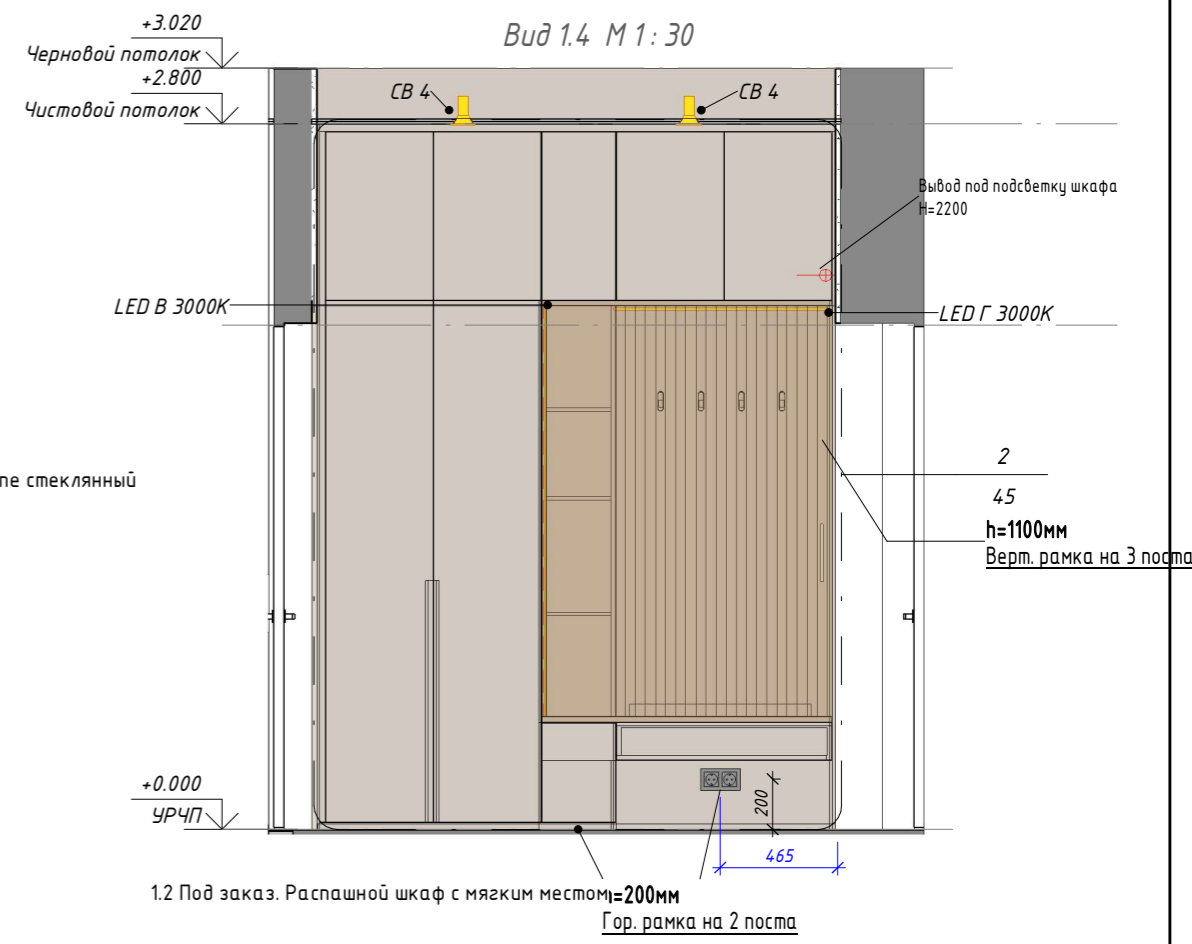 Вид 1.4 М 1 : 30
+3.020
Черновой потолок
+2.800
Чистовой потолок
СВ 4
СВ 4
Вывод под подсветку шкафа
H=2200
LED В 3000К
LED Г 3000К
пе стеклянный
2
45
h=1100мм
Верт. рамка на 3 поста
+0.000
УРЧП
200
465
1.2 Под заказ. Распашной шкаф с мягким местом
h=200мм
Гор. рамка на 2 поста